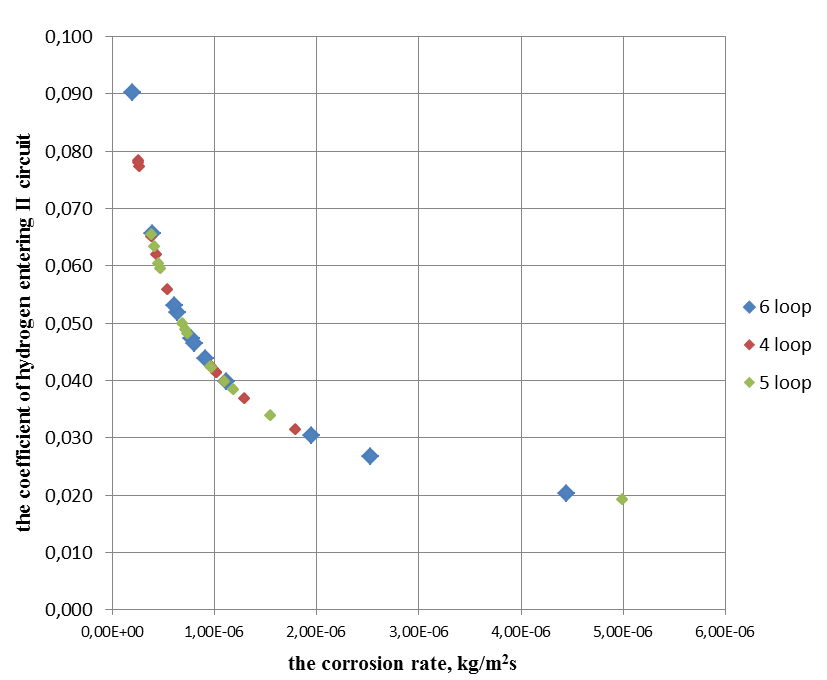 the coefficient of hydrogen entering II circuit
0,100
0,090
0,080
0,070
0,060
0,050
0,040
0,030
0,020
0,010
0,000
0,00E+00 1,00E-06 2,00E-06 3,00E-06 4,00E-06 5,00E-06 6,00E-06
the corrosion rate, kg/m²s
6 loop
4 loop
5 loop